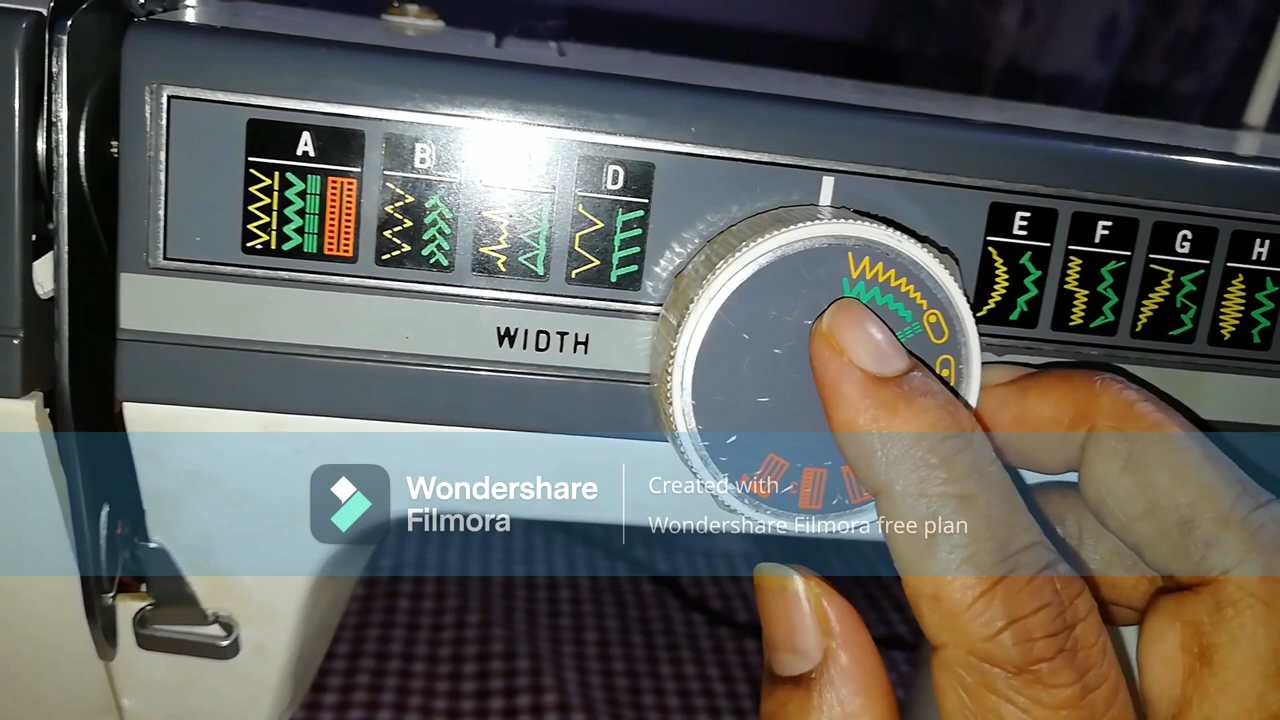 A
B
D
E
F
G
H
WIDTH
Wondershare
Filmora
Created with
Wondershare Filmora free plan